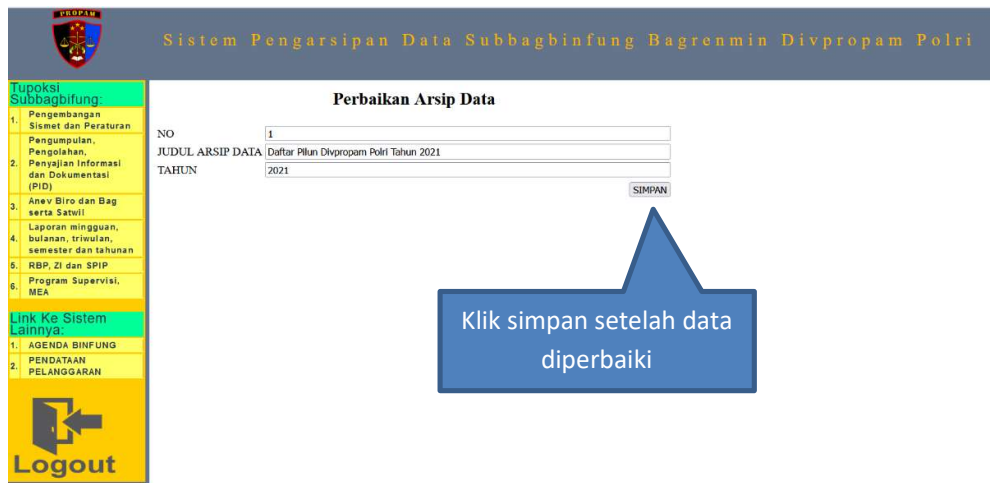 PROPAM
Sistem Pengarsipan Data Subbagbinfung Bagrenmin Divpropam Polri
Tupoksi
Subbagbifung:
1. Pengembangan
Sismet dan Peraturan
2. Pengumpulan,
Pengolahan,
Penyajian Informasi
dan Dokumentasi
(PID)
3. Anev Biro dan Bag
serta Satwil
4. Laporan mingguan,
bulanan, triwulan,
semester dan tahunan
5. RBP, ZI dan SPIP
6. Program Supervisi,
MEA
Link Ke Sistem
Lainnya:
1. AGENDA BINFUNG
2. PENDATAAN
PELANGGARAN
Logout
Perbaikan Arsip Data
NO 1
JUDUL ARSIP DATA Daftar Pilun Divpropam Polri Tahun 2021
TAHUN 2021
SIMPAN
Klik simpan setelah data
diperbaiki